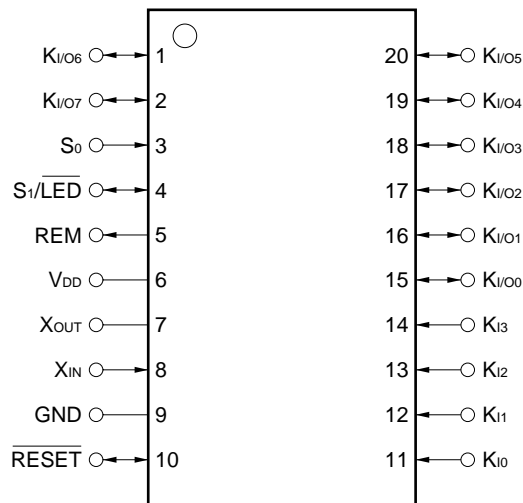 KI/O6 1 20 KI/O5
KI/O7 2 19 KI/O4
S0 3 18 KI/O3
S1/LED 4 17 KI/O2
REM 5 16 KI/O1
VDD 6 15 KI/O0
XOUT 7 14 KI3
XIN 8 13 KI2
GND 9 12 KI1
RESET 10 11 KI0